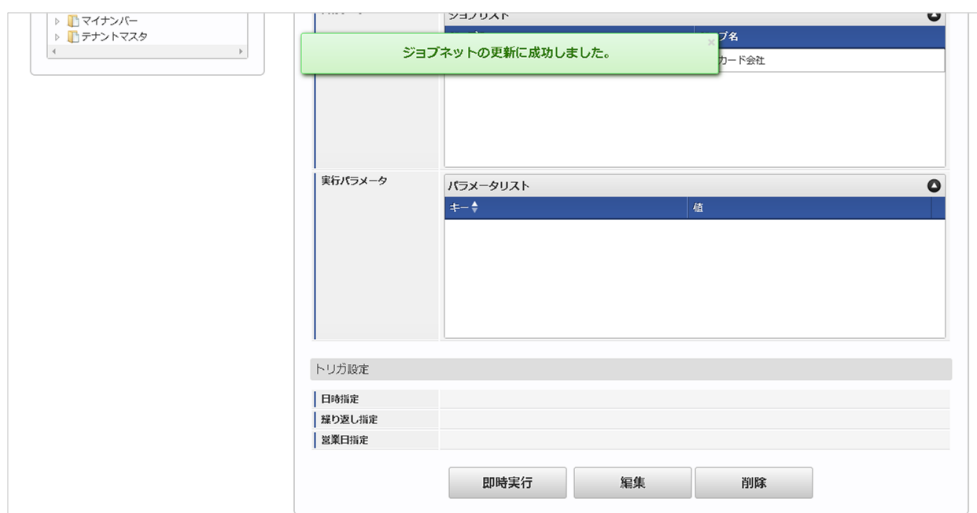 マイナンバー
テナントマスタ
ジョブリスト
ジョブネットの更新に成功しました。
×
ブ名
カード会社
実行パラメータ
パラメータリスト
キー
値
トリガ設定
日時指定
繰り返し指定
営業日指定
即時実行
編集
削除